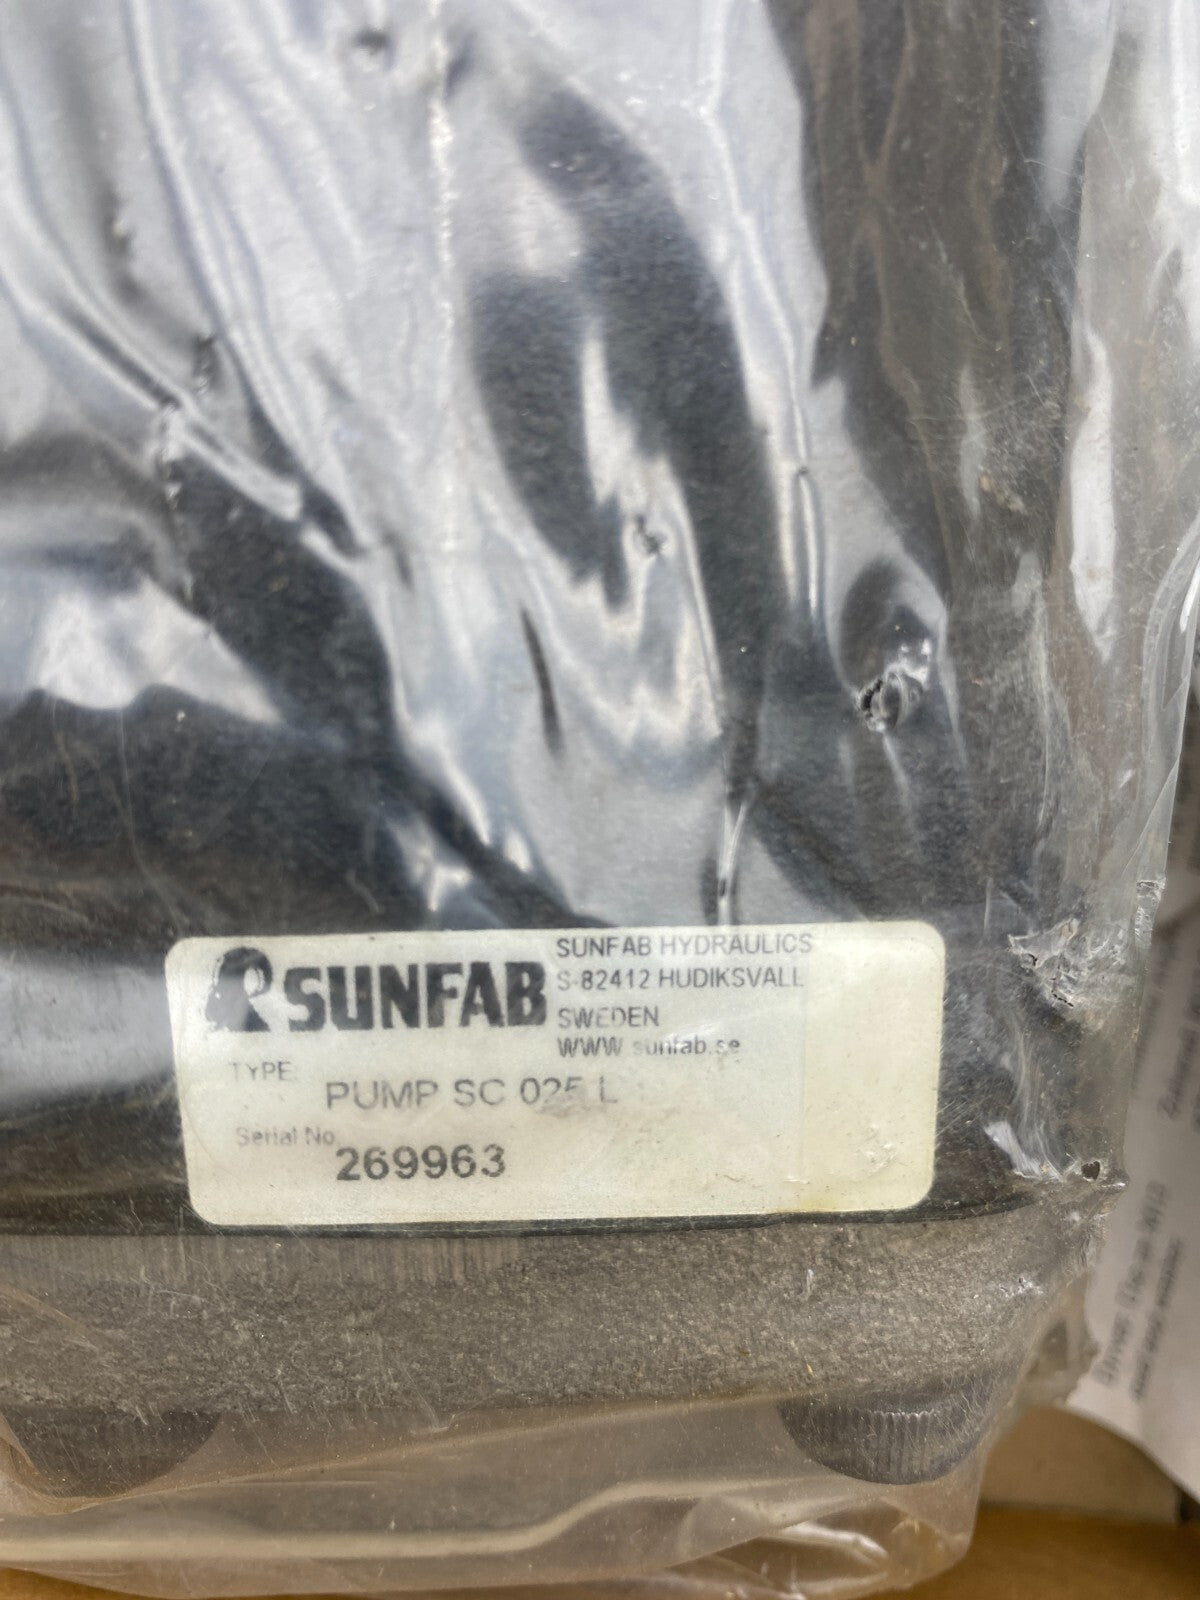 SUNFAB
SUNFAB HYDRAULICS
S-82412 HUDIKSVALL
SWEDEN
WWW sunfab.se
TYPE:
PUMP SC 025 L
Serial No
269963